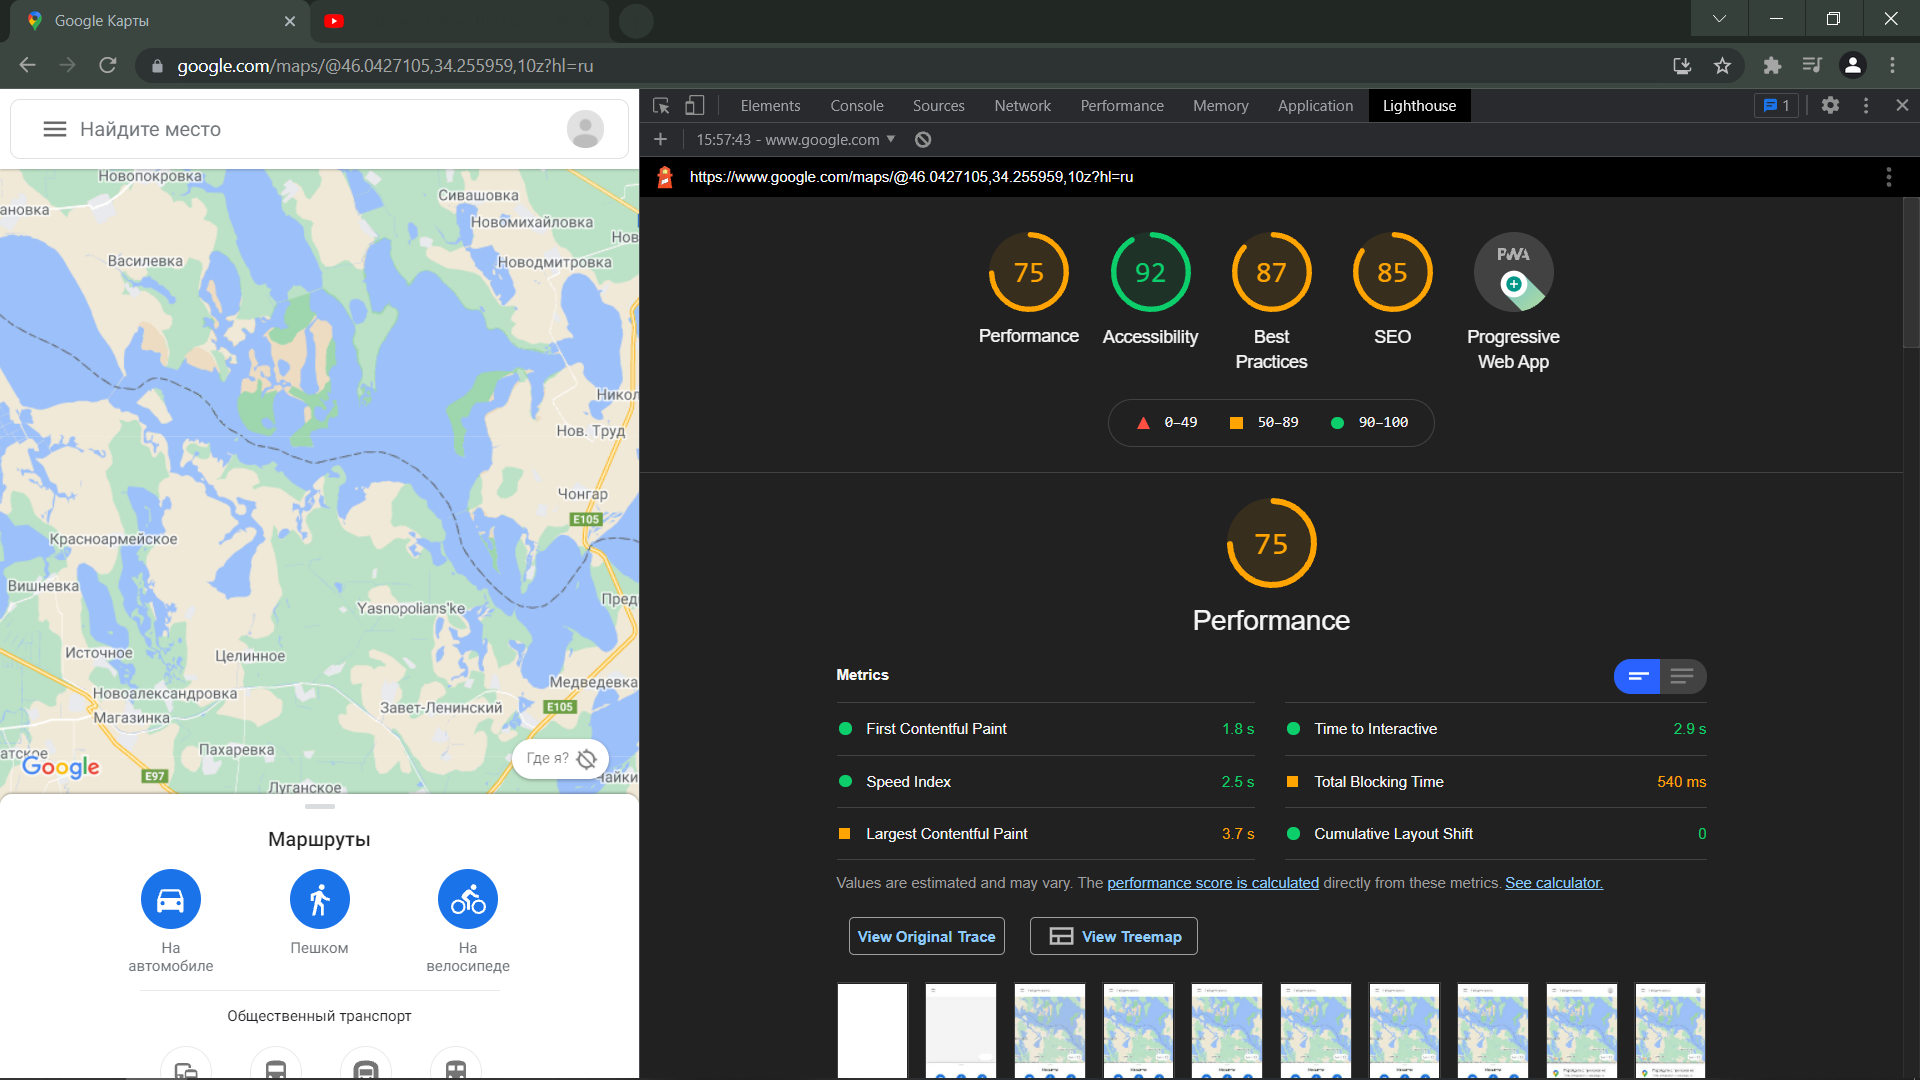 Google Карты
google.com/maps/@46.0427105,34.255959,10z?hl=ru
Найдите место
Новопокровка
ановка
Сивашовка
Новомихайловка
Нов
Василевка
Новодмитровка
Никол
Нов. Труд
Чонгар
E105
Красноармейское
Вишневка
Yasnopolians'ke
Пред
Источное
Целинное
Медведевка
Новоалександровка
Завет-Ленинский
E105
Магазинка
Пахаревка
атское
Google
Где я?
E97
Чайки
Луганское
Маршруты
На автомобиле
Пешком
На велосипеде
Общественный транспорт
Elements Console Sources Network Performance Memory Application Lighthouse 1
15:57:43 - www.google.com
https://www.google.com/maps/@46.0427105,34.255959,10z?hl=ru
75 92 87 85 PWA
Performance Accessibility Best Practices SEO Progressive Web App
0–49 50–89 90–100
75
Performance
Metrics
First Contentful Paint 1.8 s
Time to Interactive 2.9 s
Speed Index 2.5 s
Total Blocking Time 540 ms
Largest Contentful Paint 3.7 s
Cumulative Layout Shift 0
Values are estimated and may vary. The performance score is calculated directly from these metrics. See calculator.
View Original Trace View Treemap